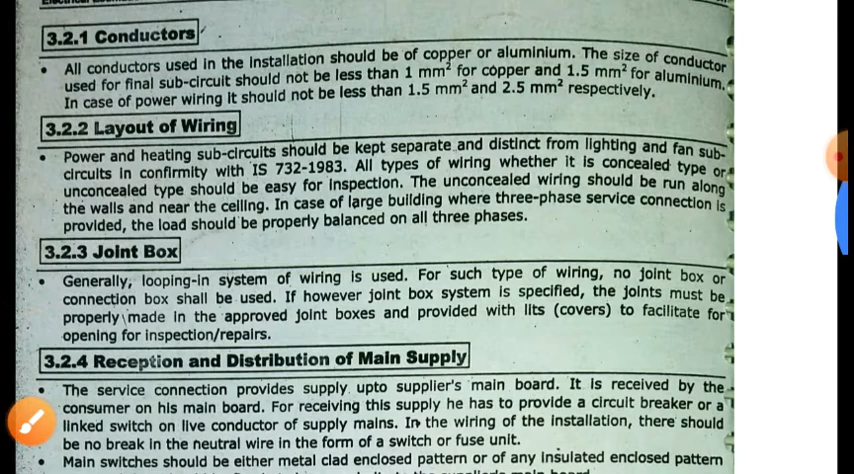 3.2.1 Conductors
• All conductors used in the installation should be of copper or aluminium. The size of conductor
used for final sub-circuit should not be less than 1 mm² for copper and 1.5 mm² for aluminium.
In case of power wiring it should not be less than 1.5 mm² and 2.5 mm² respectively.
3.2.2 Layout of Wiring
• Power and heating sub-circuits should be kept separate and distinct from lighting and fan sub-
circuits in confirmity with IS 732-1983. All types of wiring whether it is concealed type or
unconcealed type should be easy for inspection. The unconcealed wiring should be run along
the walls and near the ceiling. In case of large building where three-phase service connection is
provided, the load should be properly balanced on all three phases.
3.2.3 Joint Box
• Generally, looping-in system of wiring is used. For such type of wiring, no joint box or
connection box shall be used. If however joint box system is specified, the joints must be
properly made in the approved joint boxes and provided with lits (covers) to facilitate for
opening for inspection/repairs.
3.2.4 Reception and Distribution of Main Supply
• The service connection provides supply upto supplier's main board. It is received by the
consumer on his main board. For receiving this supply he has to provide a circuit breaker or a
linked switch on live conductor of supply mains. In the wiring of the installation, there should
be no break in the neutral wire in the form of a switch or fuse unit.
• Main switches should be either metal clad enclosed pattern or of any insulated enclosed pattern